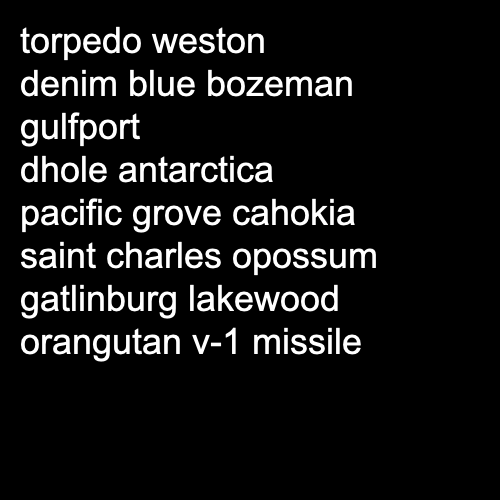 torpedo weston
denim blue bozeman
gulfport
dhole antarctica
pacific grove cahokia
saint charles opossum
gatlinburg lakewood
orangutan v-1 missile